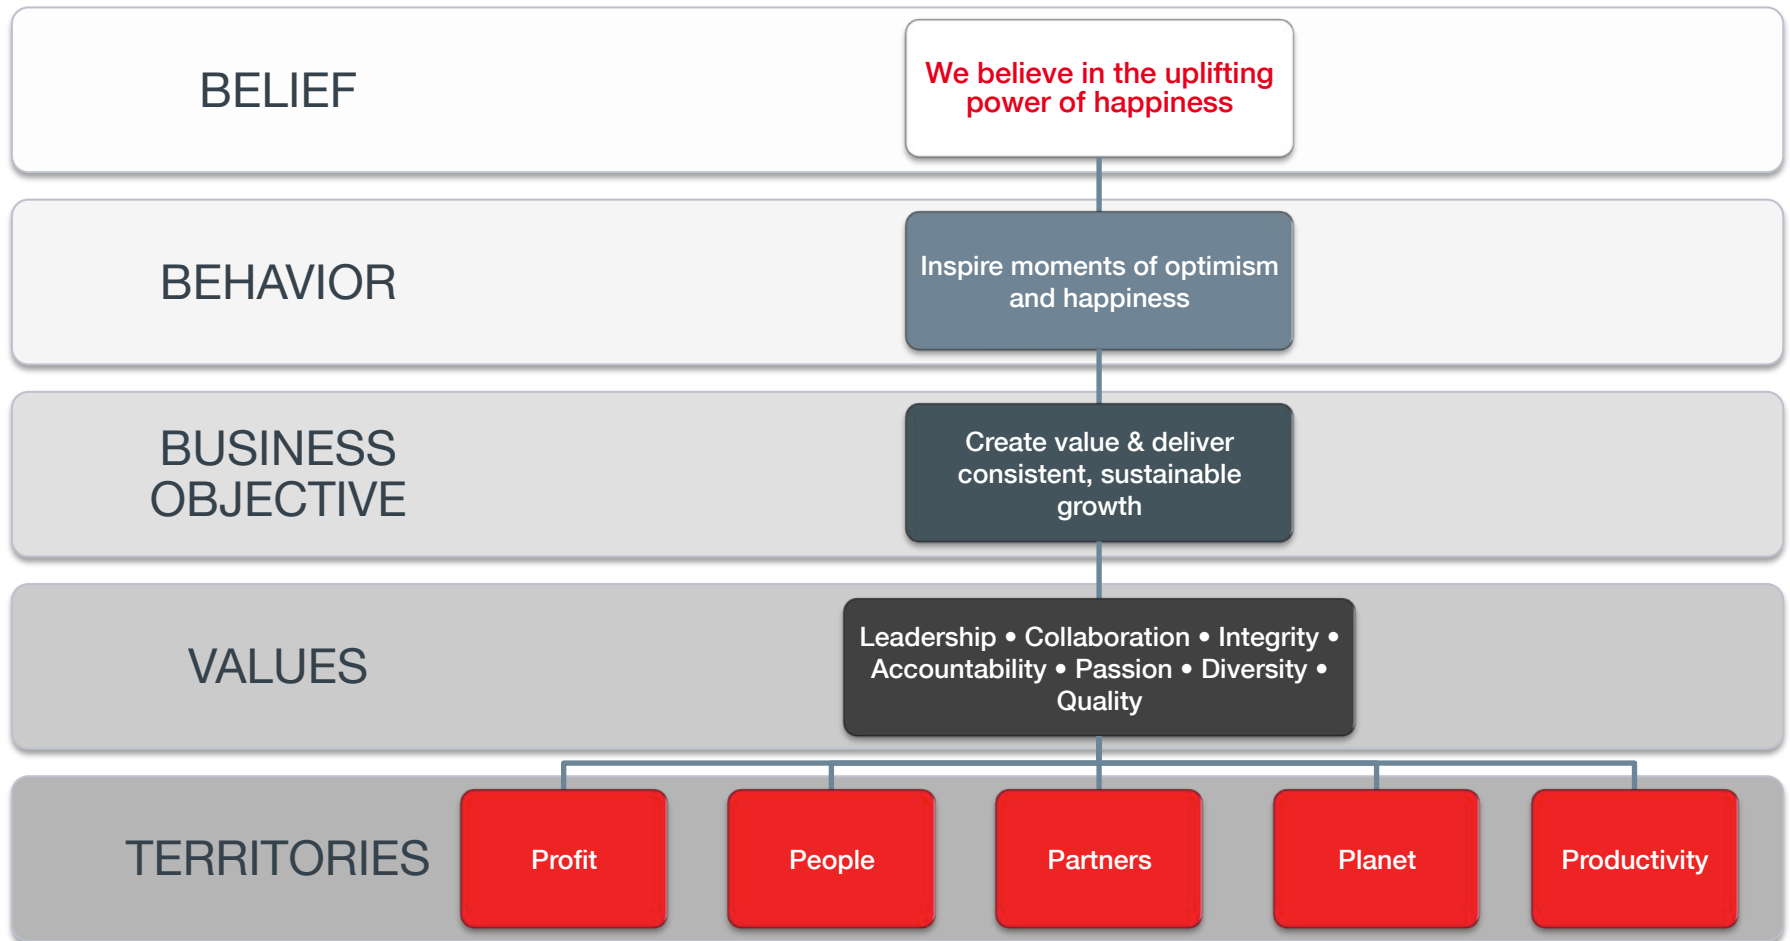 BELIEF
We believe in the uplifting
power of happiness
BEHAVIOR
Inspire moments of optimism
and happiness
BUSINESS
OBJECTIVE
Create value & deliver
consistent, sustainable
growth
VALUES
Leadership • Collaboration • Integrity •
Accountability • Passion • Diversity •
Quality
TERRITORIES
Profit
People
Partners
Planet
Productivity